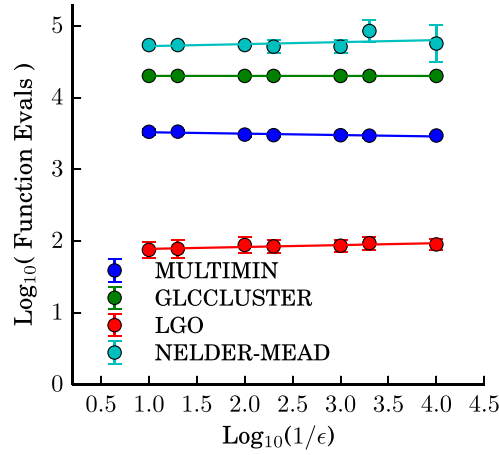 Log₁₀( Function Evals )
5
4
3
2
1
0
MULTIMIN
GLCCLUSTER
LGO
NELDER-MEAD
0.5 1.0 1.5 2.0 2.5 3.0 3.5 4.0 4.5
Log₁₀(1/ϵ)